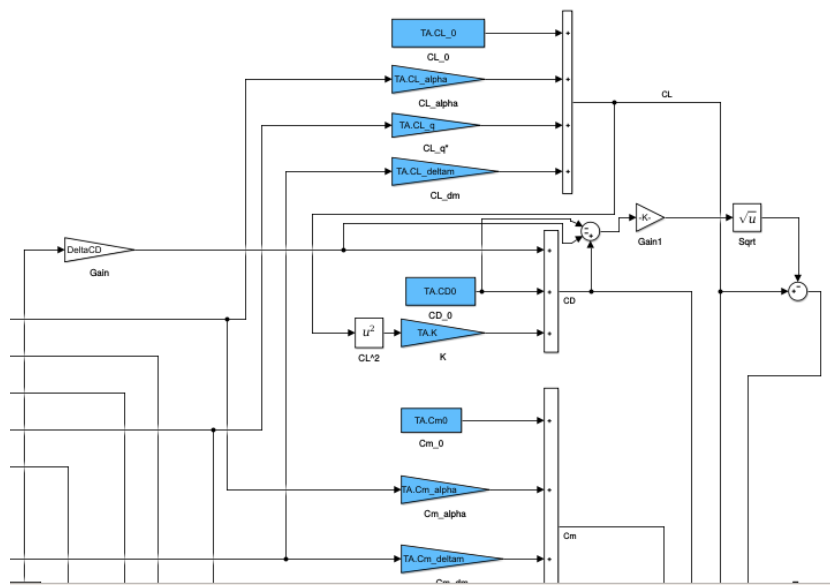 TA.CL_0
CL_0
TA.CL_alpha
CL_alpha
CL
TA.CL_q
CL_q*
TA.CL_deltam
CL_dm
-K-
Gain1
√u
Sqrt
DeltaCD
Gain
TA.CD0
CD_0
CD
u²
CL^2
TA.K
K
TA.Cm0
Cm_0
TA.Cm_alpha
Cm_alpha
Cm
TA.Cm_deltam
Cm_dm